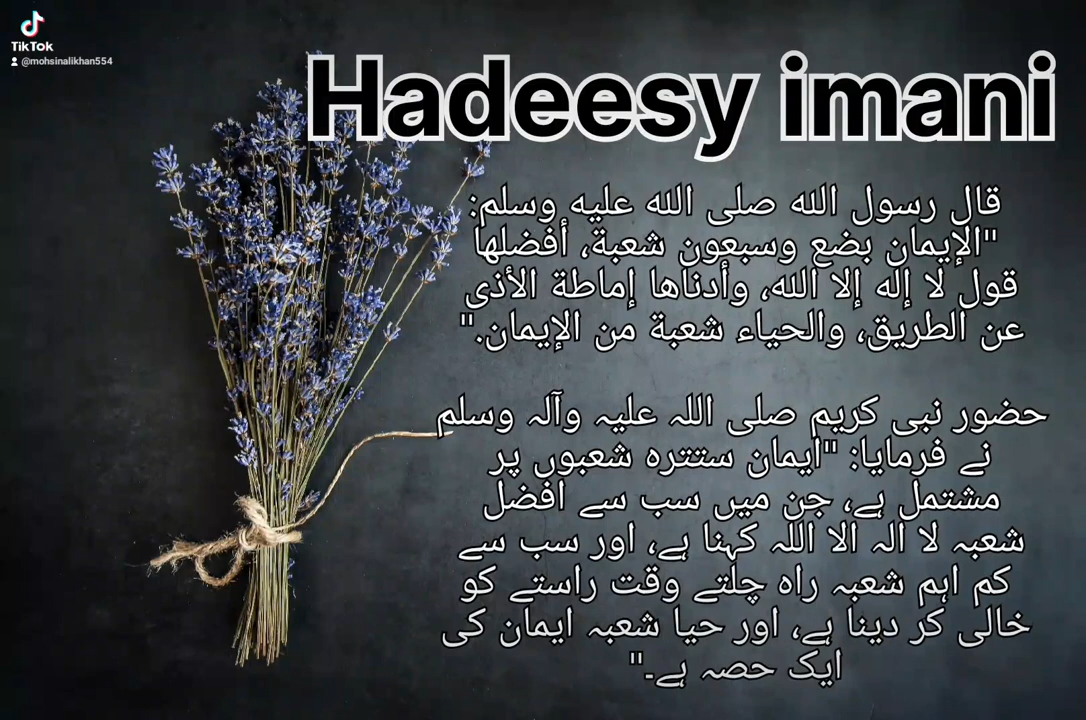 TikTok
@mohsinalikhan554
Hadeesy imani
قال رسول الله صلى الله عليه وسلم:
"الإيمان بضع وسبعون شعبة، أفضلها
قول لا إله إلا الله، وأدناها إماطة الأذى
عن الطريق، والحياء شعبة من الإيمان."
حضور نبی کریم صلی اللہ علیہ وآلہ وسلم
نے فرمایا: "ایمان ستترہ شعبوں پر
مشتمل ہے، جن میں سب سے افضل
شعبہ لا الہ الا اللہ کہنا ہے، اور سب سے
کم اہم شعبہ راہ چلتے وقت راستے کو
خالی کر دینا ہے، اور حیا شعبہ ایمان کی
ایک حصہ ہے۔"